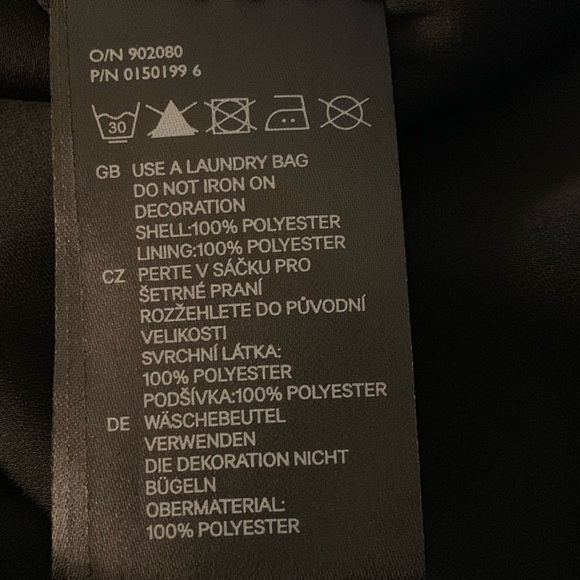 O/N 902080
P/N 0150199 6
30
GB USE A LAUNDRY BAG
DO NOT IRON ON
DECORATION
SHELL:100% POLYESTER
LINING:100% POLYESTER
CZ PERTE V SÁČKU PRO
ŠETRNÉ PRANÍ
ROZŽEHLETE DO PŮVODNÍ
VELIKOSTI
SVRCHNÍ LÁTKA:
100% POLYESTER
PODŠÍVKA:100% POLYESTER
DE WÄSCHEBEUTEL
VERWENDEN
DIE DEKORATION NICHT
BÜGELN
OBERMATERIAL:
100% POLYESTER